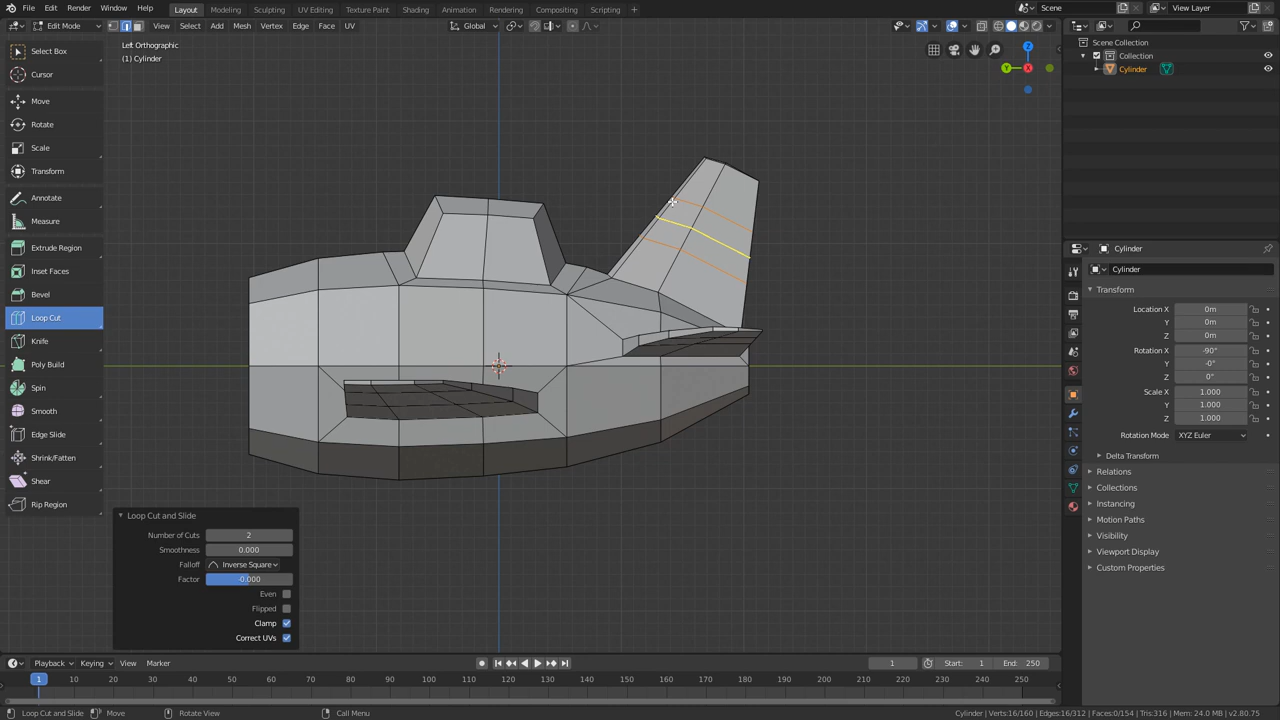 File Edit Render Window Help
Layout Modeling Sculpting UV Editing Texture Paint Shading Animation Rendering Compositing Scripting +
Scene
View Layer
Edit Mode View Select Add Mesh Vertex Edge Face UV Global
Left Orthographic
(1) Cylinder
Z
Y
X
Select Box
Cursor
Move
Rotate
Scale
Transform
Annotate
Measure
Extrude Region
Inset Faces
Bevel
Loop Cut
Knife
Poly Build
Spin
Smooth
Edge Slide
Shrink/Fatten
Shear
Rip Region
Loop Cut and Slide
Number of Cuts 2
Smoothness 0.000
Falloff Inverse Square
Factor -0.000
Even
Flipped
Clamp
Correct UVs
Scene Collection
Collection
Cylinder
Cylinder
Cylinder
Transform
Location X 0m
Y 0m
Z 0m
Rotation X -90°
Y -0°
Z 0°
Scale X 1.000
Y 1.000
Z 1.000
Rotation Mode XYZ Euler
Delta Transform
Relations
Collections
Instancing
Motion Paths
Visibility
Viewport Display
Custom Properties
Playback Keying View Marker
1 Start: 1 End: 250
1 10 20 30 40 50 60 70 80 90 100 110 120 130 140 150 160 170 180 190 200 210 220 230 240 250
Loop Cut and Slide Move Rotate View Call Menu
Cylinder | Verts:16/160 | Edges:16/312 | Faces:0/154 | Tris:316 | Mem: 24.0 MB | v2.80.75